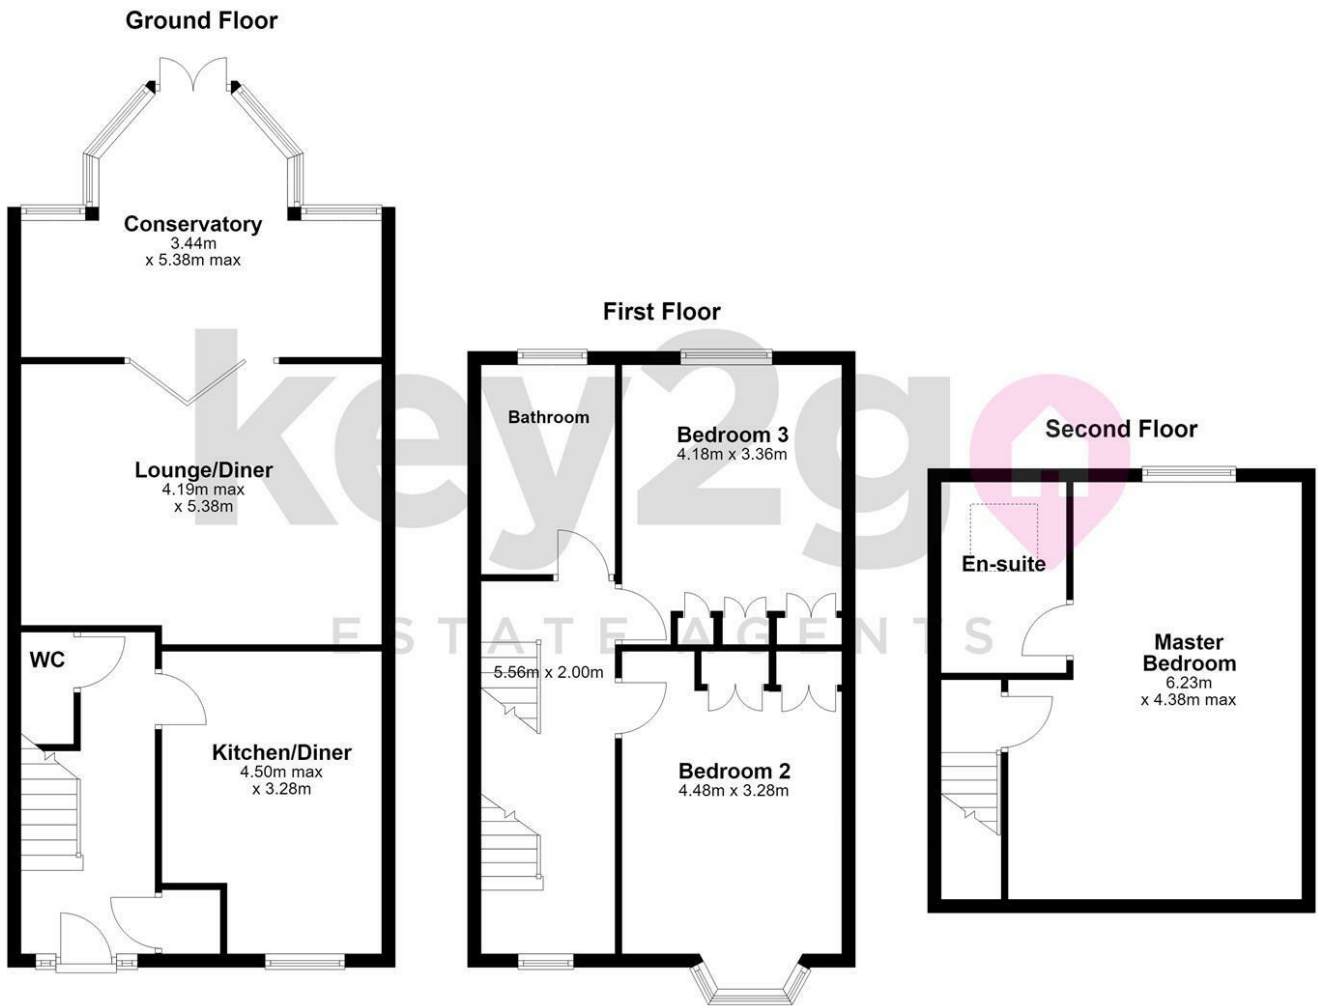 Ground Floor
Conservatory
3.44m
x 5.38m max
Lounge/Diner
4.19m max
x 5.38m
WC
Kitchen/Diner
4.50m max
x 3.28m
First Floor
Bathroom
Bedroom 3
4.18m x 3.36m
5.56m x 2.00m
Bedroom 2
4.48m x 3.28m
Second Floor
En-suite
Master
Bedroom
6.23m
x 4.38m max
key2go
ESTATE AGENTS